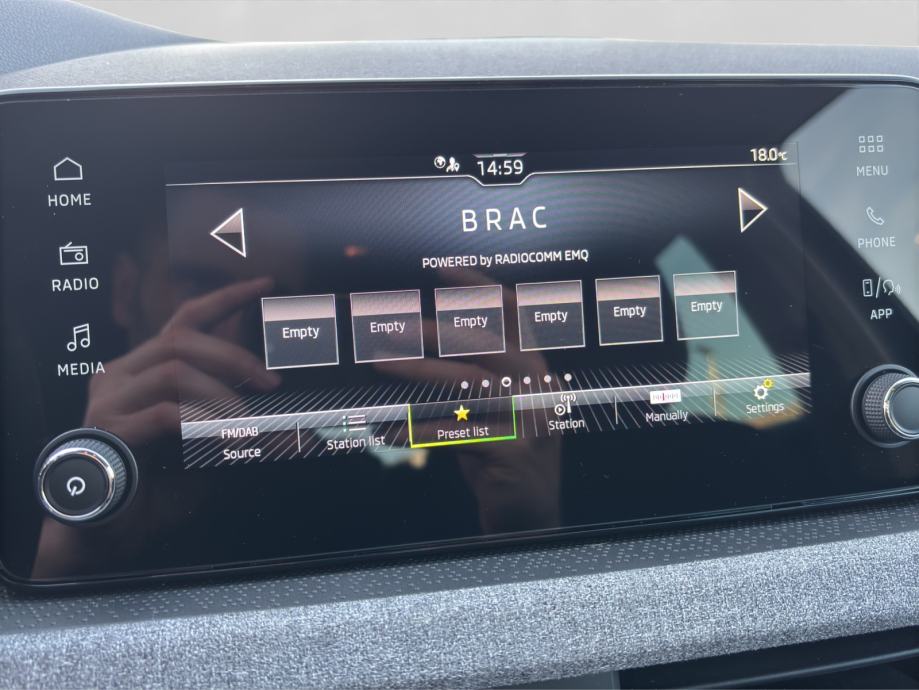 14:59
18.0°C
HOME
RADIO
MEDIA
MENU
PHONE
APP
BRAC
POWERED by RADIOCOMM EMQ
Empty Empty Empty Empty Empty Empty
FM/DAB
Source
Station list
Preset list
Station
Manually
Settings